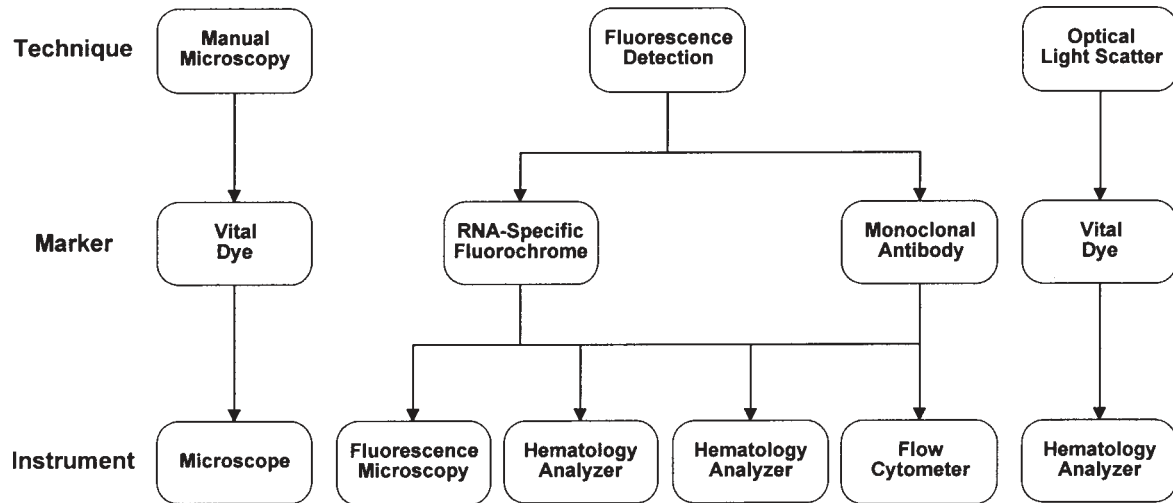 Technique
Manual
Microscopy
Fluorescence
Detection
Optical
Light Scatter
Marker
Vital
Dye
RNA-Specific
Fluorochrome
Monoclonal
Antibody
Vital
Dye
Instrument
Microscope
Fluorescence
Microscopy
Hematology
Analyzer
Hematology
Analyzer
Flow
Cytometer
Hematology
Analyzer